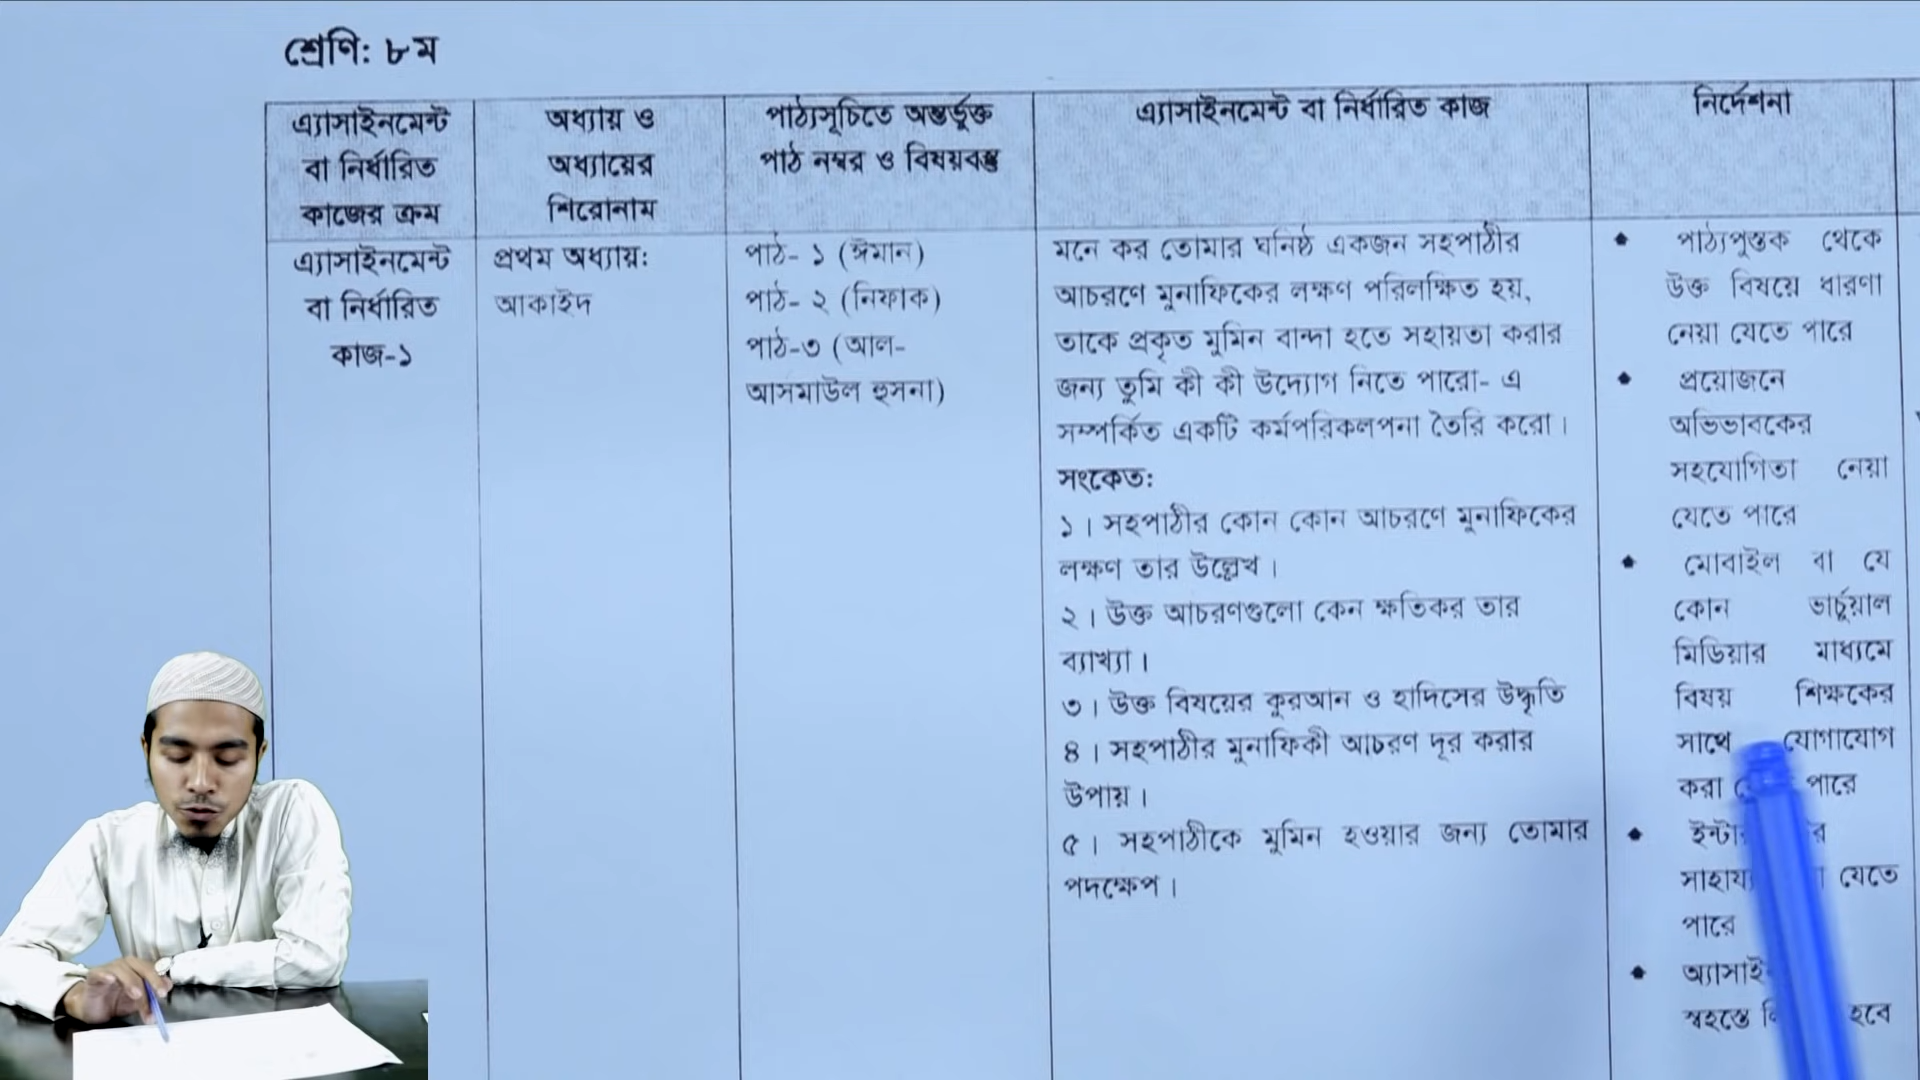 শ্রেণি: ৮ম
এ্যাসাইনমেন্ট
বা নির্ধারিত
কাজের ক্রম
অধ্যায় ও
অধ্যায়ের
শিরোনাম
পাঠ্যসূচিতে অন্তর্ভুক্ত
পাঠ নম্বর ও বিষয়বস্তু
এ্যাসাইনমেন্ট বা নির্ধারিত কাজ
নির্দেশনা
এ্যাসাইনমেন্ট
বা নির্ধারিত
কাজ-১
প্রথম অধ্যায়:
আকাইদ
পাঠ- ১ (ঈমান)
পাঠ- ২ (নিফাক)
পাঠ-৩ (আল-
আসমাউল হুসনা)
মনে কর তোমার ঘনিষ্ঠ একজন সহপাঠীর
আচরণে মুনাফিকের লক্ষণ পরিলক্ষিত হয়,
তাকে প্রকৃত মুমিন বান্দা হতে সহায়তা করার
জন্য তুমি কী কী উদ্যোগ নিতে পারো- এ
সম্পর্কিত একটি কর্মপরিকল্পনা তৈরি করো।
সংকেত:
১। সহপাঠীর কোন কোন আচরণে মুনাফিকের
লক্ষণ তার উল্লেখ।
২। উক্ত আচরণগুলো কেন ক্ষতিকর তার
ব্যাখ্যা।
৩। উক্ত বিষয়ের কুরআন ও হাদিসের উদ্ধৃতি
৪। সহপাঠীর মুনাফিকী আচরণ দূর করার
উপায়।
৫। সহপাঠীকে মুমিন হওয়ার জন্য তোমার
পদক্ষেপ।
• পাঠ্যপুস্তক থেকে
উক্ত বিষয়ে ধারণা
নেয়া যেতে পারে
• প্রয়োজনে
অভিভাবকের
সহযোগিতা নেয়া
যেতে পারে
• মোবাইল বা যে
কোন ভার্চুয়াল
মিডিয়ার মাধ্যমে
বিষয় শিক্ষকের
সাথে যোগাযোগ
করা পারে
•
যেতে
পারে
•
স্বহস্তে হবে